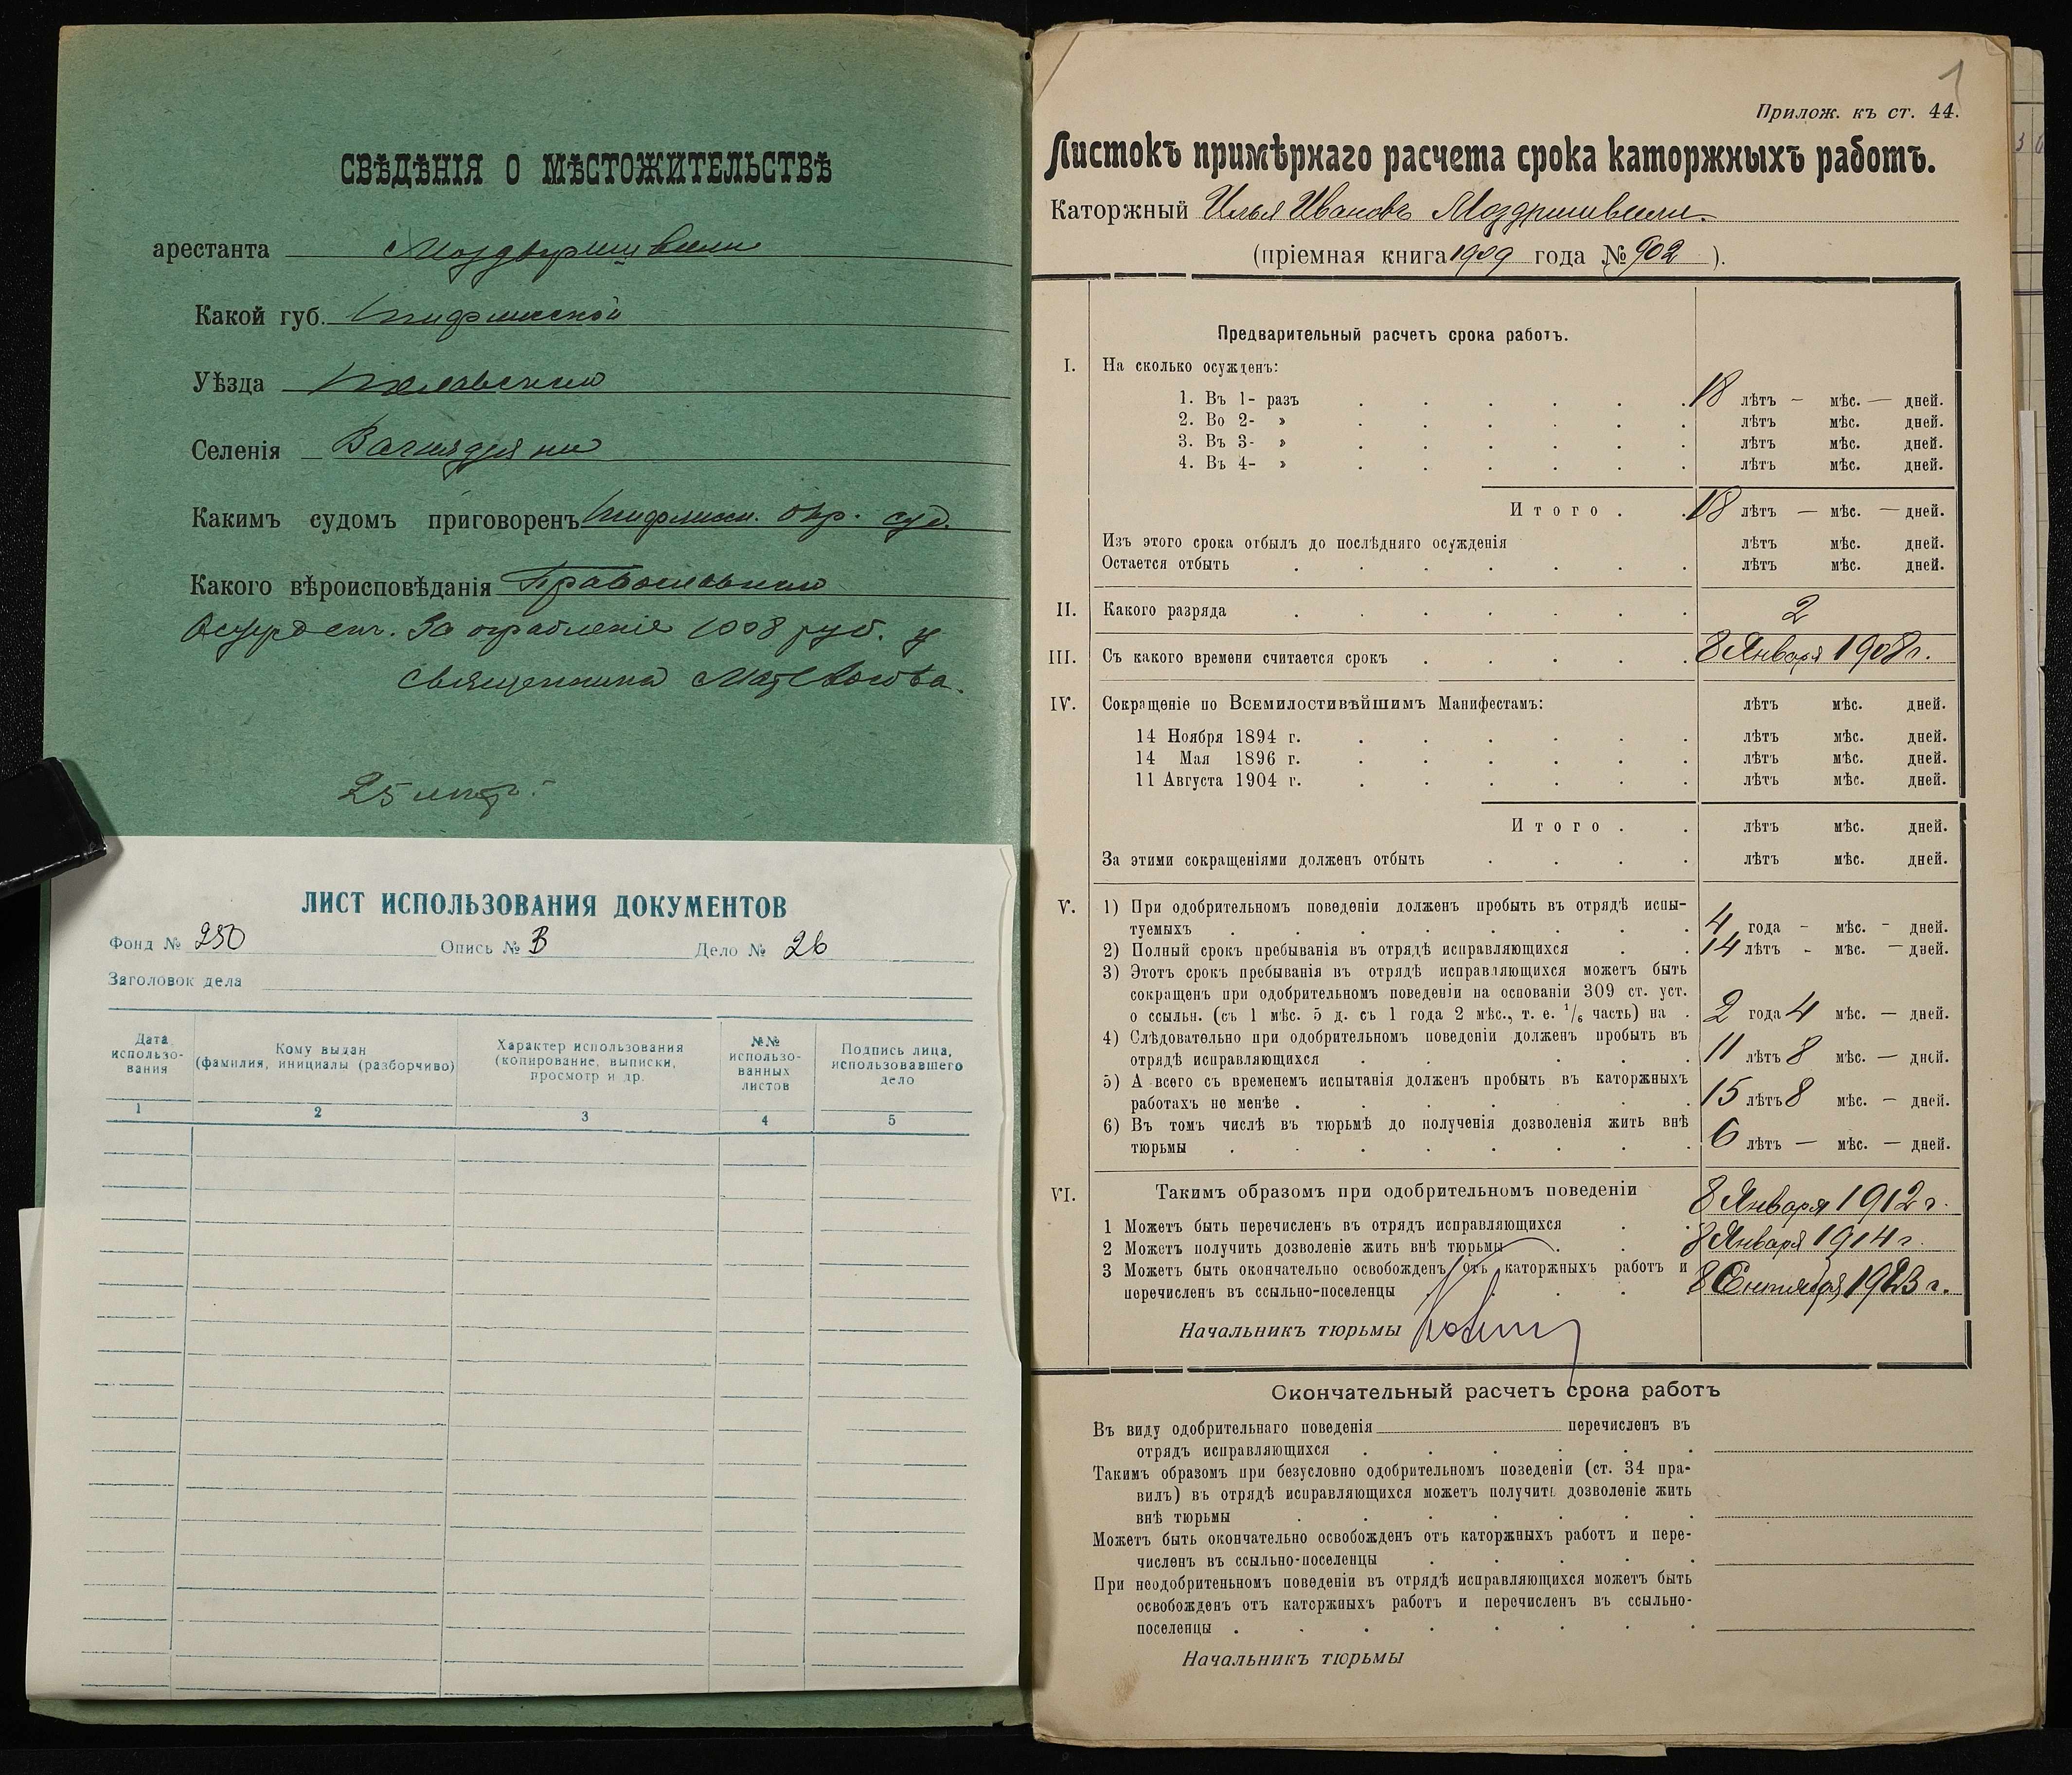 СВѢДѢНІЯ О МѢСТОЖИТЕЛЬСТВѢ
арестанта
Какой губ. Тифлисской
Уѣзда Телавскаго
Селенія
Какимъ судомъ приговоренъ Тифлисск. окр. суд.
Какого вѣроисповѣданія Православнаго
За ограбленіе 1008 руб. у
священника
25
ЛИСТ ИСПОЛЬЗОВАНИЯ ДОКУМЕНТОВ
Фонд № 250 Опись № В Дело № 26
Заголовок дела
Дата использо-вания
Кому выдан (фамилия, инициалы (разборчиво)
Характер использования (копирование, выписки, просмотр и др.
№№ использо-ванных листов
Подпись лица, использовавшего дело
1 2 3 4 5
1
Прилож. къ ст. 44.
Листокъ примѣрнаго расчета срока каторжныхъ работъ.
Каторжный Илья Ивановъ Моздришвили
(пріемная книга 1909 года № 902 ).
Предварительный расчетъ срока работъ.
I. На сколько осужденъ:
1. Въ 1- разъ 18 лѣтъ — мѣс. — дней.
2. Во 2- » лѣтъ мѣс. дней.
3. Въ 3- » лѣтъ мѣс. дней.
4. Въ 4- » лѣтъ мѣс. дней.
Итого. 18 лѣтъ — мѣс. — дней.
Изъ этого срока отбылъ до послѣдняго осужденія лѣтъ мѣс. дней.
Остается отбыть лѣтъ мѣс. дней.
II. Какого разряда 2
III. Съ какого времени считается срокъ 8 Января 1908 г.
IV. Сокращеніе по Всемилостивѣйшимъ Манифестамъ: лѣтъ мѣс. дней.
14 Ноября 1894 г. лѣтъ мѣс. дней.
14 Мая 1896 г. лѣтъ мѣс. дней.
11 Августа 1904 г. лѣтъ мѣс. дней.
Итого. лѣтъ мѣс. дней.
За этими сокращеніями долженъ отбыть лѣтъ мѣс. дней.
V. 1) При одобрительномъ поведеніи долженъ пробыть въ отрядѣ испы-
туемыхъ 4 года - мѣс. - дней.
2) Полный срокъ пребыванія въ отрядѣ исправляющихся 14 лѣтъ - мѣс. — дней.
3) Этотъ срокъ пребыванія въ отрядѣ исправляющихся можетъ быть
сокращенъ при одобрительномъ поведеніи на основаніи 309 ст. уст.
о ссыльн. (съ 1 мѣс. 5 д. съ 1 года 2 мѣс., т. е. 1/6 часть) на 2 года 4 мѣс. — дней.
4) Слѣдовательно при одобрительномъ поведеніи долженъ пробыть въ
отрядѣ исправляющихся 11 лѣтъ 8 мѣс. — дней.
5) А всего съ временемъ испытанія долженъ пробыть въ каторжныхъ
работахъ не менѣе 15 лѣтъ 8 мѣс. — дней.
6) Въ томъ числѣ въ тюрьмѣ до полученія дозволенія жить внѣ
тюрьмы 6 лѣтъ — мѣс. — дней.
VI. Такимъ образомъ при одобрительномъ поведеніи
1 Можетъ быть перечисленъ въ отрядъ исправляющихся 8 Января 1912 г.
2 Можетъ получить дозволеніе жить внѣ тюрьмы 8 Января 1914 г.
3 Можетъ быть окончательно освобожденъ отъ каторжныхъ работъ и
перечисленъ въ ссыльно-поселенцы 8 Сентября 1923 г.
Начальникъ тюрьмы
Окончательный расчетъ срока работъ
Въ виду одобрительнаго поведенія перечисленъ въ
отрядъ исправляющихся
Такимъ образомъ при безусловно одобрительномъ поведеніи (ст. 34 пра-
вилъ) въ отрядѣ исправляющихся можетъ получить дозволеніе жить
внѣ тюрьмы
Можетъ быть окончательно освобожденъ отъ каторжныхъ работъ и пере-
численъ въ ссыльно-поселенцы
При неодобрительномъ поведеніи въ отрядѣ исправляющихся можетъ быть
освобожденъ отъ каторжныхъ работъ и перечисленъ въ ссыльно-
поселенцы
Начальникъ тюрьмы